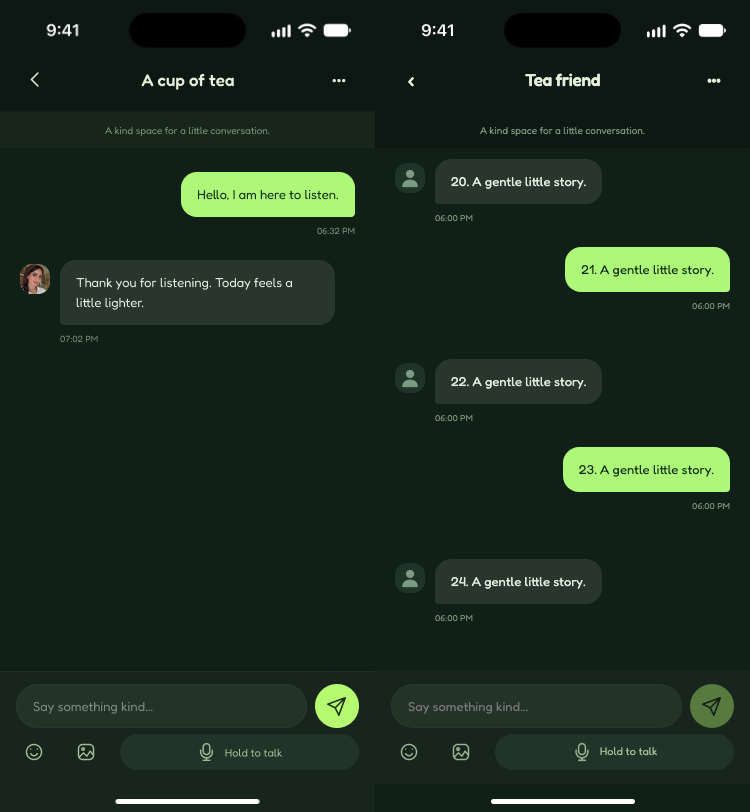 9:41
A cup of tea
A kind space for a little conversation.
Hello, I am here to listen.
06:32 PM
Thank you for listening. Today feels a
little lighter.
07:02 PM
Say something kind...
Hold to talk
9:41
Tea friend
A kind space for a little conversation.
20. A gentle little story.
06:00 PM
21. A gentle little story.
06:00 PM
22. A gentle little story.
06:00 PM
23. A gentle little story.
06:00 PM
24. A gentle little story.
06:00 PM
Say something kind...
Hold to talk